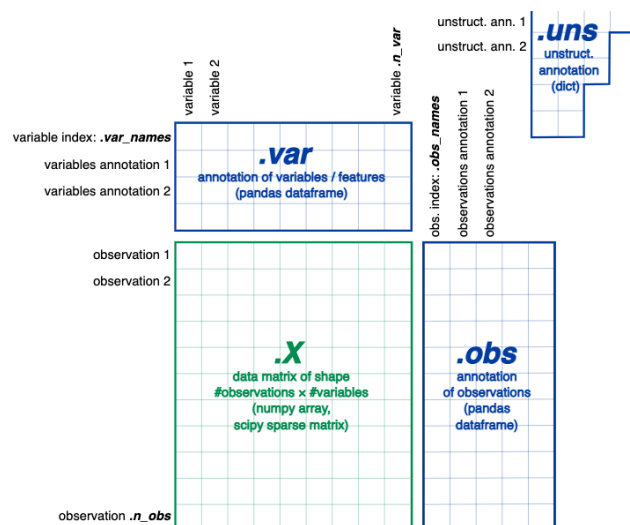 unstruct. ann. 1
unstruct. ann. 2
.uns
unstruct.
annotation
(dict)
variable 1
variable 2
variable .n_var
obs. index: .obs_names
observations annotation 1
observations annotation 2
variable index: .var_names
variables annotation 1
variables annotation 2
.var
annotation of variables / features
(pandas dataframe)
observation 1
observation 2
.X
data matrix of shape
#observations × #variables
(numpy array,
scipy sparse matrix)
.obs
annotation
of observations
(pandas
dataframe)
observation .n_obs